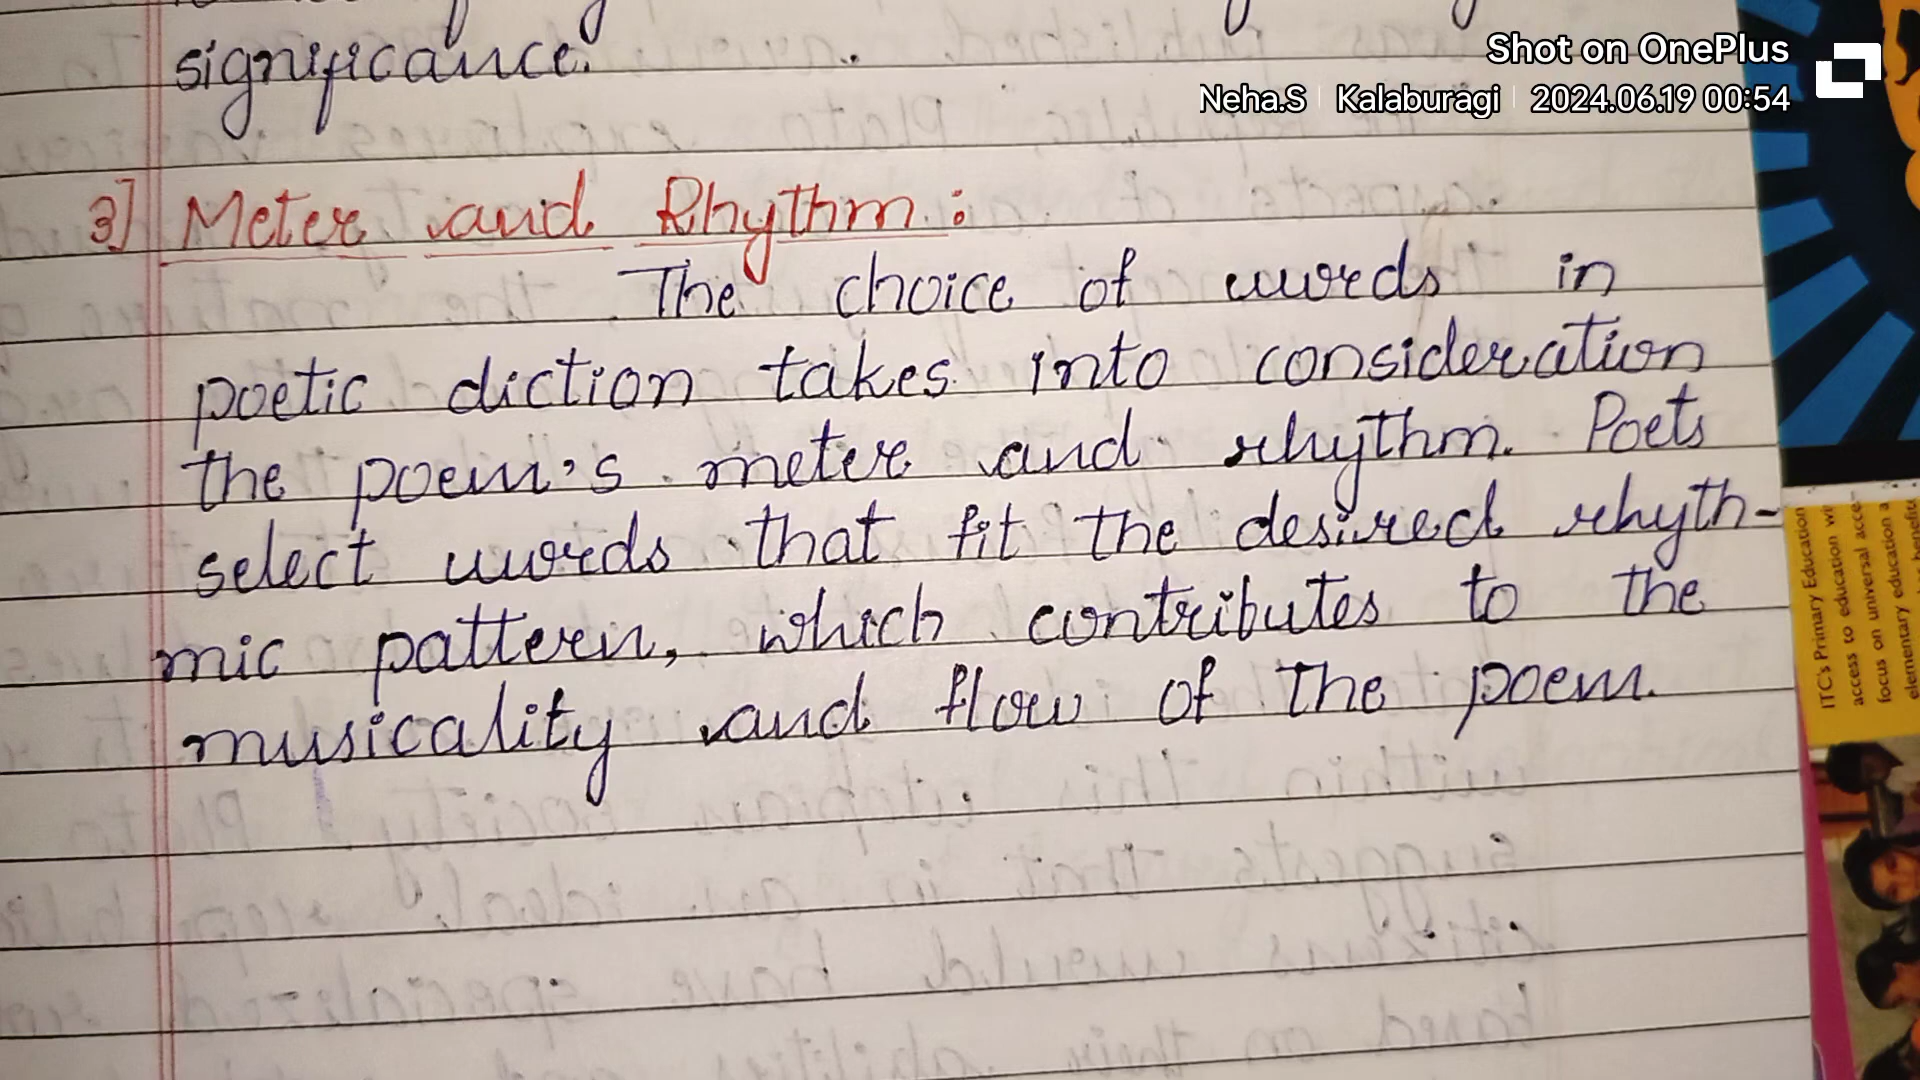 significance.
Shot on OnePlus
Neha.S | Kalaburagi | 2024.06.19 00:54
3] Meter and Rhythm:
The choice of words in
poetic diction takes into consideration
the poem's meter and rhythm. Poets
select words that fit the desired rhyth-
mic pattern, which contributes to the
musicality and flow of the poem.
ITC's Primary Education
access to education wi
focus on universal acce-
elementary education a